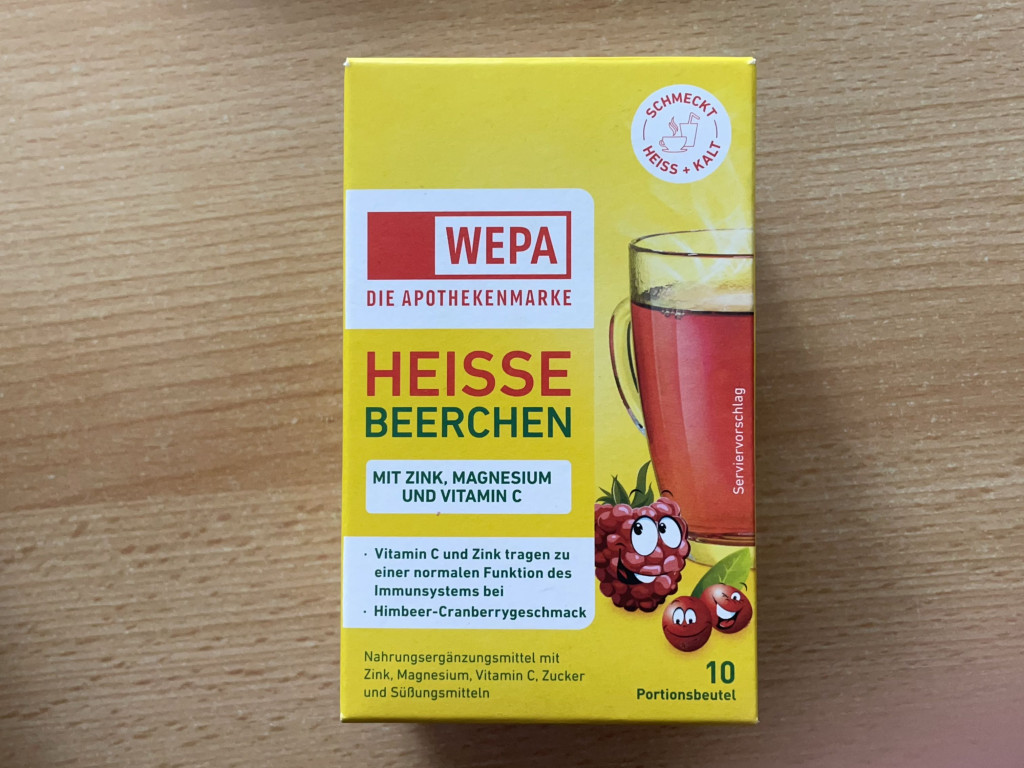 SCHMECKT
HEISS + KALT
WEPA
DIE APOTHEKENMARKE
HEISSE
BEERCHEN
MIT ZINK, MAGNESIUM
UND VITAMIN C
Serviervorschlag
· Vitamin C und Zink tragen zu
einer normalen Funktion des
Immunsystems bei
· Himbeer-Cranberrygeschmack
Nahrungsergänzungsmittel mit
Zink, Magnesium, Vitamin C, Zucker
und Süßungsmitteln
10
Portionsbeutel